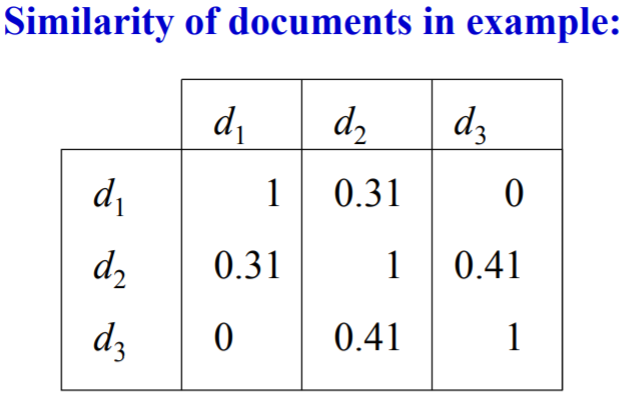 Similarity of documents in example:
d₁ d₂ d₃
d₁ 1 0.31 0
d₂ 0.31 1 0.41
d₃ 0 0.41 1